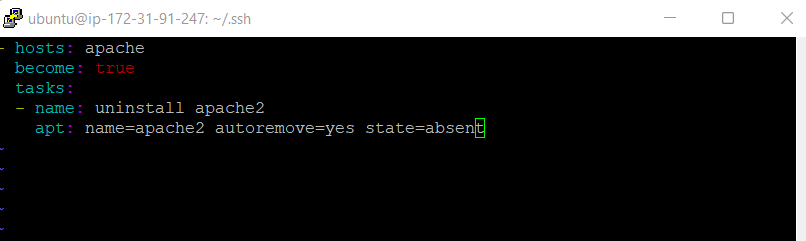 ubuntu@ip-172-31-91-247: ~/.ssh
- hosts: apache
  become: true
  tasks:
  - name: uninstall apache2
    apt: name=apache2 autoremove=yes state=absent
~
~
~
~
~